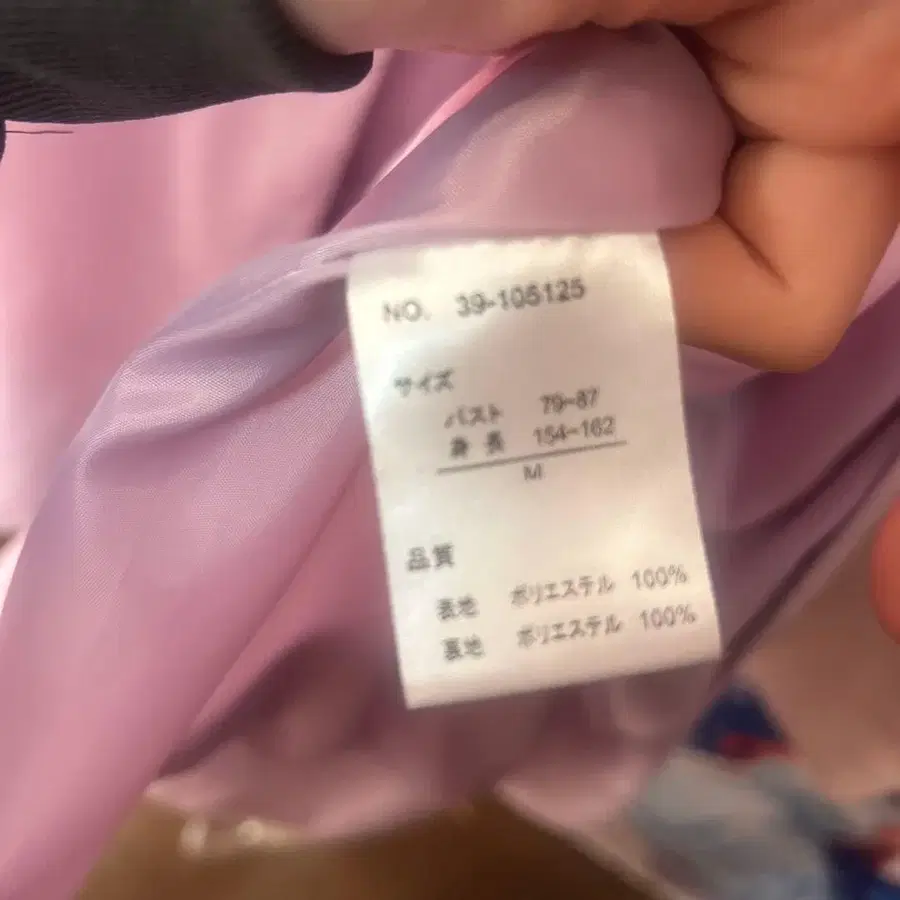 NO. 39-105125
サイズ
バスト 79-87
身長 154-162
M
品質
表地 ポリエステル 100%
裏地 ポリエステル 100%